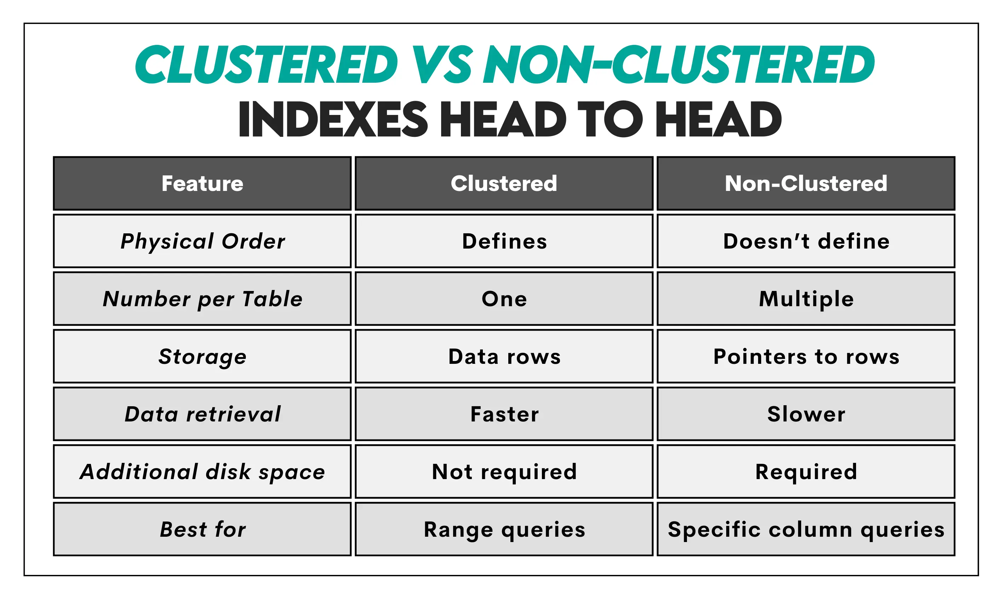 CLUSTERED VS NON-CLUSTERED
INDEXES HEAD TO HEAD
Feature Clustered Non-Clustered
Physical Order Defines Doesn’t define
Number per Table One Multiple
Storage Data rows Pointers to rows
Data retrieval Faster Slower
Additional disk space Not required Required
Best for Range queries Specific column queries